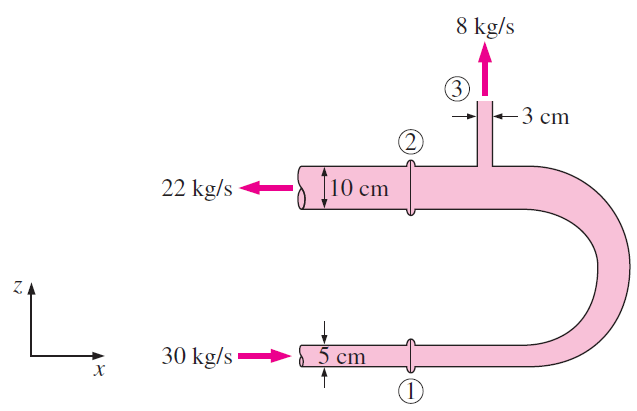 8 kg/s
③
3 cm
②
22 kg/s
10 cm
z
x
30 kg/s
5 cm
①